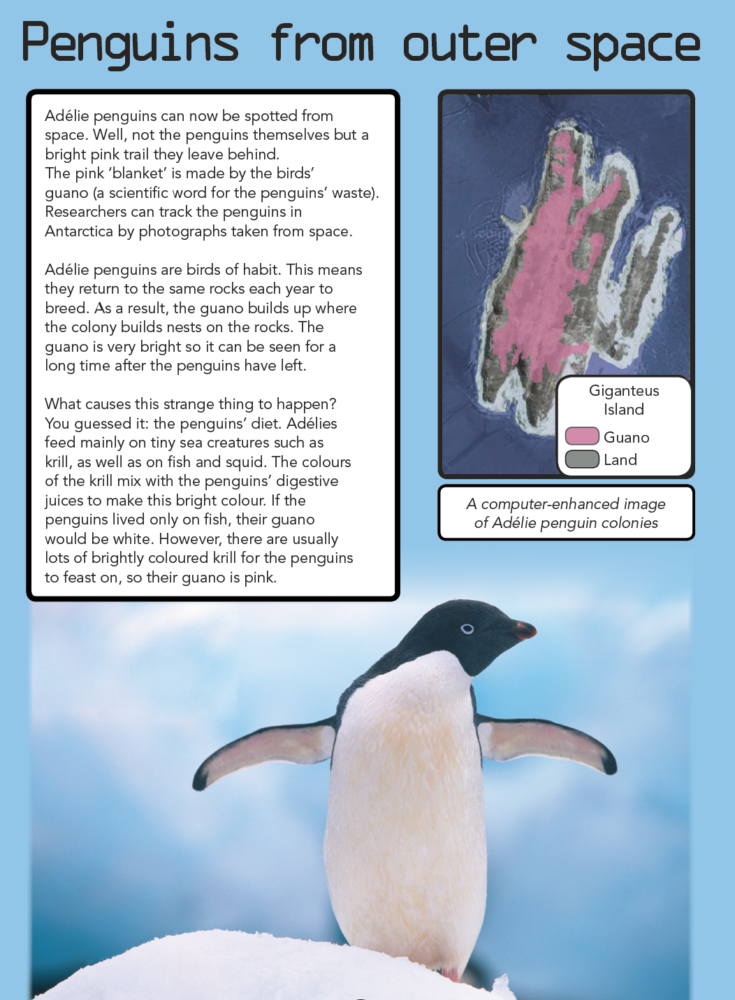 Penguins from outer space
Adélie penguins can now be spotted from
space. Well, not the penguins themselves but a
bright pink trail they leave behind.
The pink ‘blanket’ is made by the birds’
guano (a scientific word for the penguins’ waste).
Researchers can track the penguins in
Antarctica by photographs taken from space.
Adélie penguins are birds of habit. This means
they return to the same rocks each year to
breed. As a result, the guano builds up where
the colony builds nests on the rocks. The
guano is very bright so it can be seen for a
long time after the penguins have left.
What causes this strange thing to happen?
You guessed it: the penguins’ diet. Adélies
feed mainly on tiny sea creatures such as
krill, as well as on fish and squid. The colours
of the krill mix with the penguins’ digestive
juices to make this bright colour. If the
penguins lived only on fish, their guano
would be white. However, there are usually
lots of brightly coloured krill for the penguins
to feast on, so their guano is pink.
Giganteus
Island
Guano
Land
A computer-enhanced image
of Adélie penguin colonies